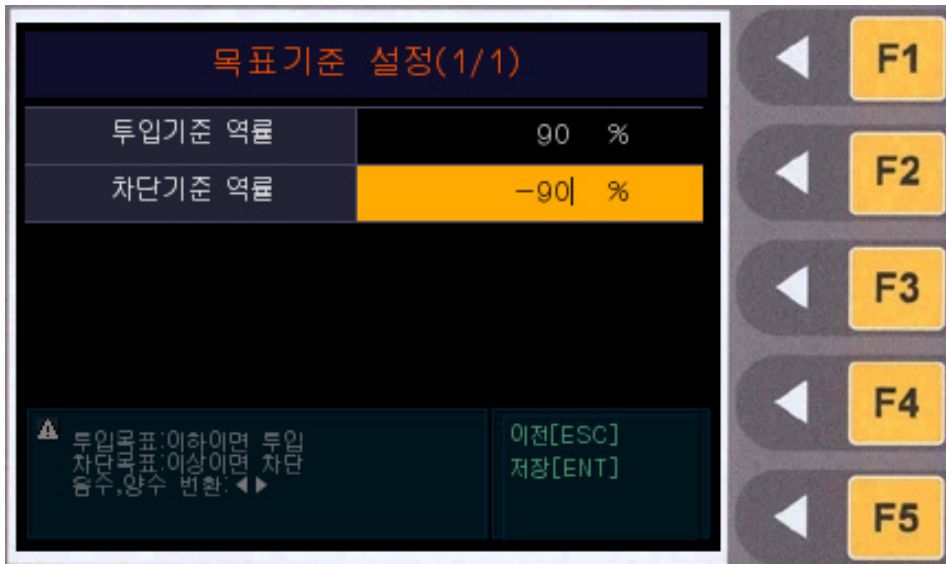 목표기준 설정(1/1)
투입기준 역률 90 %
차단기준 역률 -90 %
투입목표:이하이면 투입
차단목표:이상이면 차단
음수,양수 변환:◀▶
이전[ESC]
저장[ENT]
F1
F2
F3
F4
F5